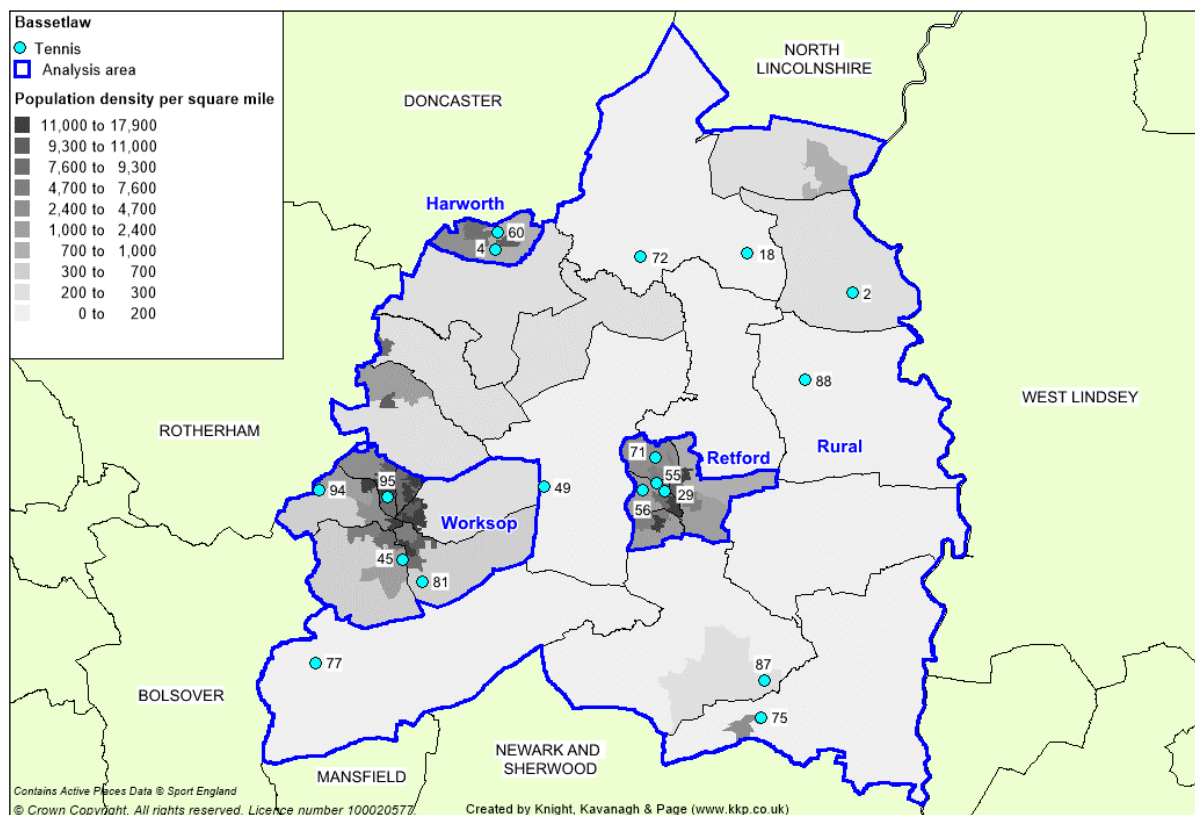 Bassetlaw
Tennis
Analysis area
Population density per square mile
11,000 to 17,900
9,300 to 11,000
7,600 to 9,300
4,700 to 7,600
2,400 to 4,700
1,000 to 2,400
700 to 1,000
300 to 700
200 to 300
0 to 200
NORTH
LINCOLNSHIRE
DONCASTER
Harworth
60
4
72
18
2
88
WEST LINDSEY
ROTHERHAM
71
Retford
Rural
55
29
56
49
95
94
Worksop
45
81
77
87
75
BOLSOVER
NEWARK AND
SHERWOOD
MANSFIELD
Contains Active Places Data © Sport England
© Crown Copyright. All rights reserved. Licence number 100020577.
Created by Knight, Kavanagh & Page (www.kkp.co.uk)